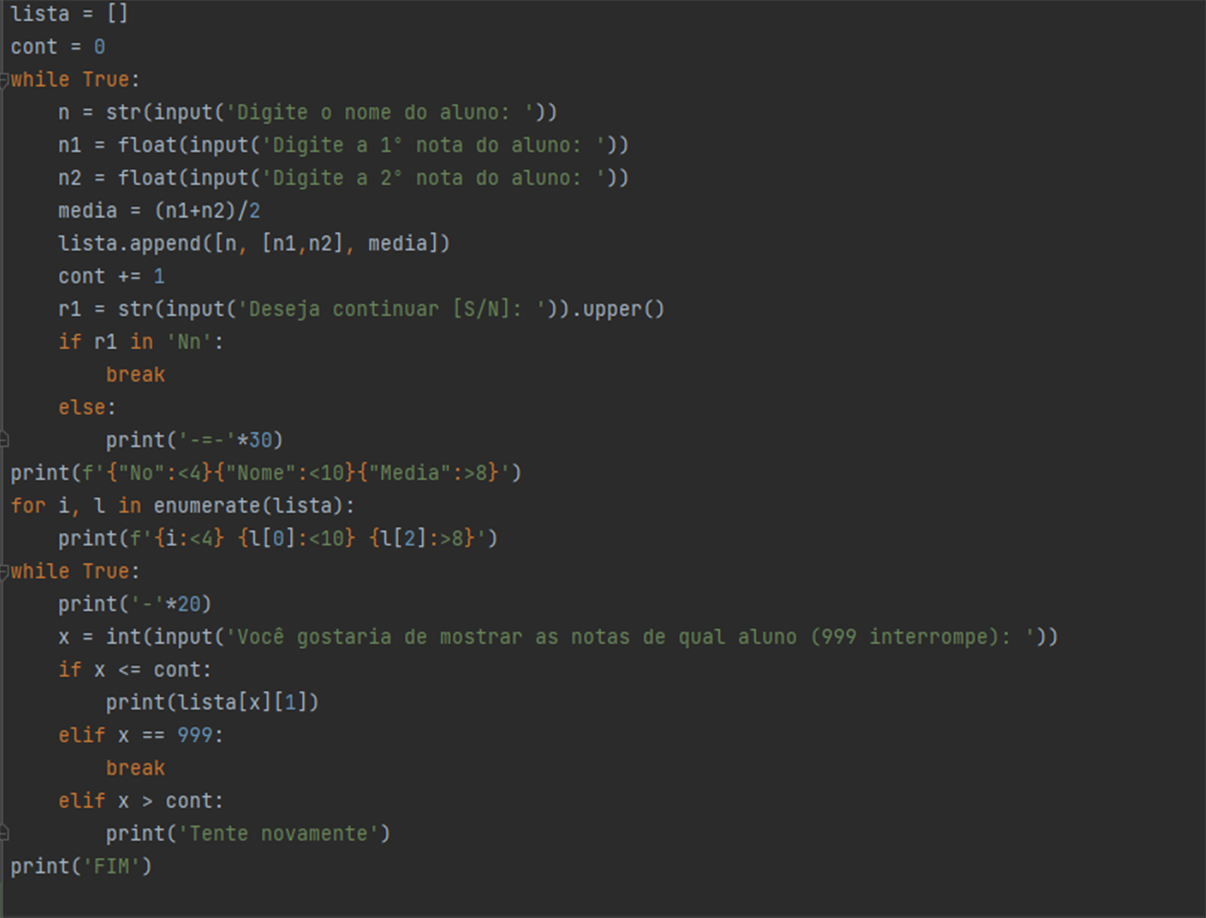 lista = []
cont = 0
while True:
    n = str(input('Digite o nome do aluno: '))
    n1 = float(input('Digite a 1° nota do aluno: '))
    n2 = float(input('Digite a 2° nota do aluno: '))
    media = (n1+n2)/2
    lista.append([n, [n1,n2], media])
    cont += 1
    r1 = str(input('Deseja continuar [S/N]: ')).upper()
    if r1 in 'Nn':
        break
    else:
        print('-=-'*30)
print(f'{"No":<4}{"Nome":<10}{"Media":>8}')
for i, l in enumerate(lista):
    print(f'{i:<4} {l[0]:<10} {l[2]:>8}')
while True:
    print('-'*20)
    x = int(input('Você gostaria de mostrar as notas de qual aluno (999 interrompe): '))
    if x <= cont:
        print(lista[x][1])
    elif x == 999:
        break
    elif x > cont:
        print('Tente novamente')
print('FIM')